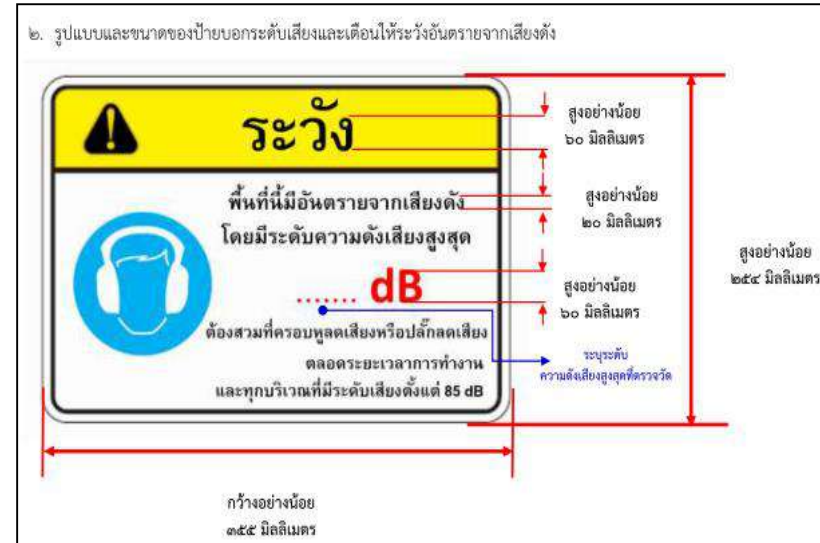 ๒. รูปแบบและขนาดของป้ายบอกระดับเสียงและเตือนให้ระวังอันตรายจากเสียงดัง
ระวัง
พื้นที่นี้มีอันตรายจากเสียงดัง
โดยมีระดับความดังเสียงสูงสุด
....... dB
ต้องสวมที่ครอบหูลดเสียงหรือปลั๊กลดเสียง
ตลอดระยะเวลาการทำงาน
และทุกบริเวณที่มีระดับเสียงตั้งแต่ 85 dB
สูงอย่างน้อย
๖๐ มิลลิเมตร
สูงอย่างน้อย
๒๐ มิลลิเมตร
สูงอย่างน้อย
๖๐ มิลลิเมตร
ระบุระดับ
ความดังเสียงสูงสุดที่ตรวจวัด
สูงอย่างน้อย
๒๕๔ มิลลิเมตร
กว้างอย่างน้อย
๓๕๕ มิลลิเมตร